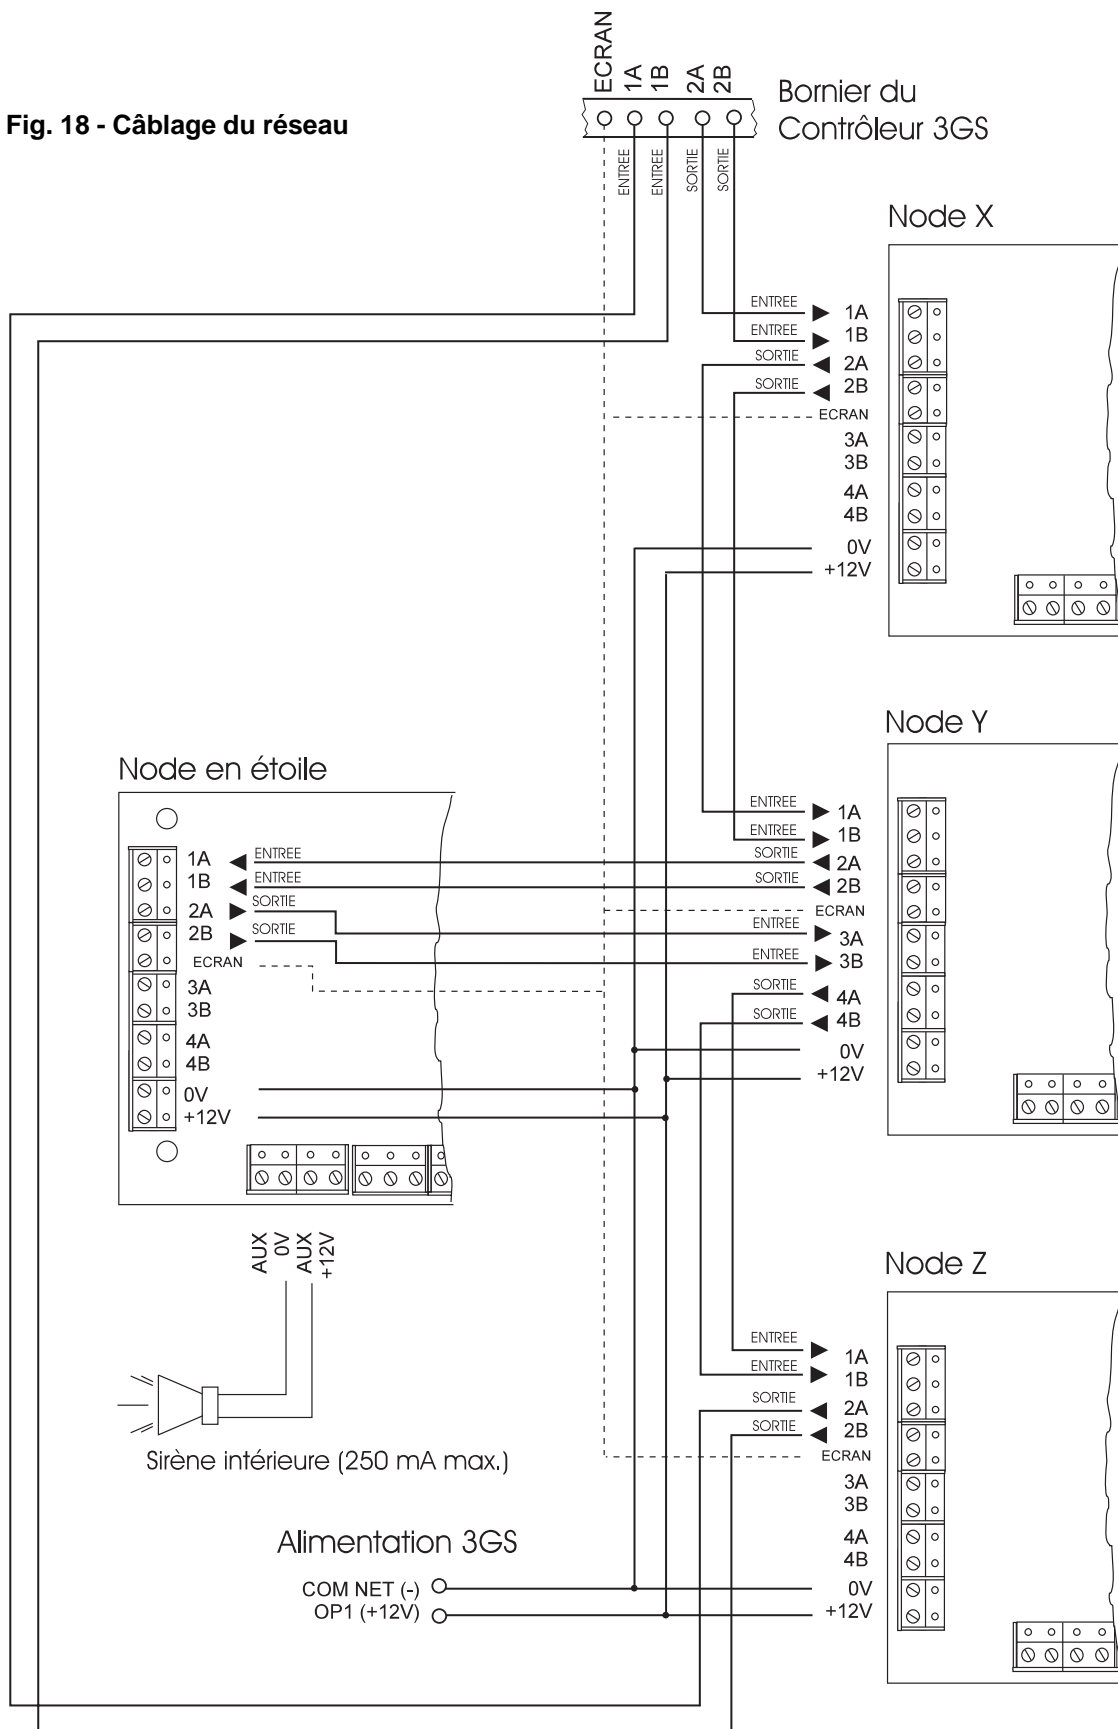 Fig. 18 - Câblage du réseau
ECRAN
1A
1B
2A
2B
Bornier du
Contrôleur 3GS
ENTREE
ENTREE
SORTIE
SORTIE
Node X
ENTREE
1A
ENTREE
1B
SORTIE
2A
SORTIE
2B
ECRAN
3A
3B
4A
4B
0V
+12V
Node Y
ENTREE
1A
ENTREE
1B
SORTIE
2A
SORTIE
2B
ECRAN
ENTREE
3A
ENTREE
3B
SORTIE
4A
SORTIE
4B
0V
+12V
Node en étoile
1A
ENTREE
1B
ENTREE
2A
SORTIE
2B
SORTIE
ECRAN
3A
3B
4A
4B
0V
+12V
AUX
0V
AUX
+12V
Sirène intérieure (250 mA max.)
Node Z
ENTREE
1A
ENTREE
1B
SORTIE
2A
SORTIE
2B
ECRAN
3A
3B
4A
4B
0V
+12V
Alimentation 3GS
COM NET (-)
OP1 (+12V)